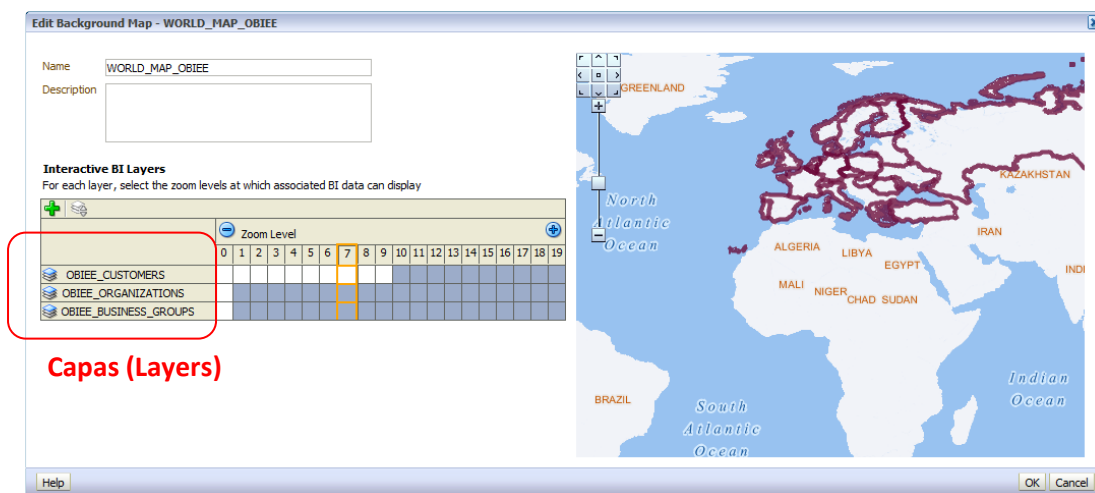 Edit Background Map - WORLD_MAP_OBIEE
Name WORLD_MAP_OBIEE
Description
Interactive BI Layers
For each layer, select the zoom levels at which associated BI data can display
Zoom Level
0 1 2 3 4 5 6 7 8 9 10 11 12 13 14 15 16 17 18 19
OBIEE_CUSTOMERS
OBIEE_ORGANIZATIONS
OBIEE_BUSINESS_GROUPS
Capas (Layers)
GREENLAND
North
Atlantic
Ocean
KAZAKHSTAN
IRAN
ALGERIA
LIBYA
EGYPT
INDI
MALI
NIGER
CHAD SUDAN
BRAZIL
South
Atlantic
Ocean
Indian
Ocean
Help
OK Cancel